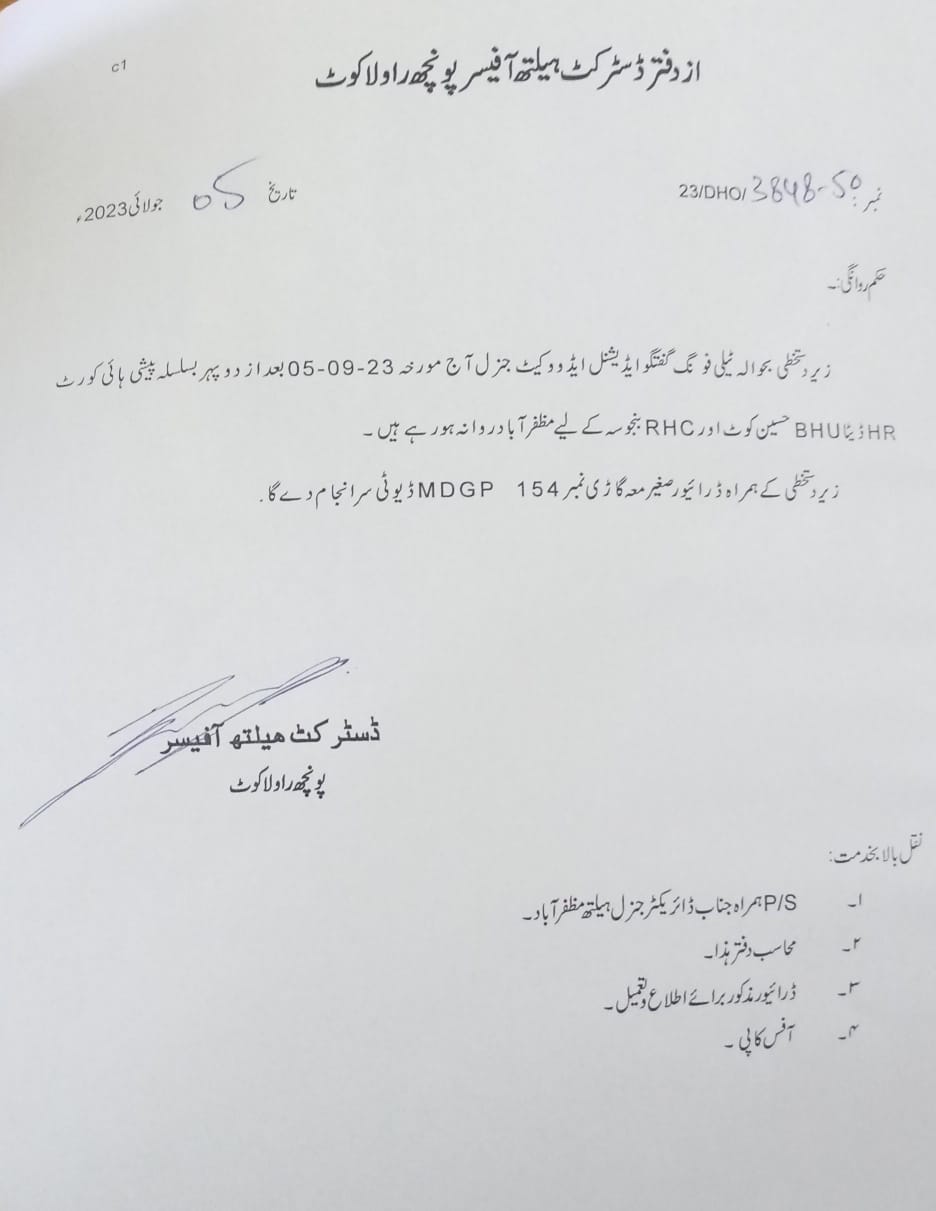 c1
از دفتر ڈسٹرکٹ ہیلتھ آفیسر پونچھ راولاکوٹ
نمبر: 23/DHO/3848-50
تاریخ 05 جولائی 2023ء
حکم روانگی:۔
زیر دستخطی بحوالہ ٹیلی فونگ گفتگو ایڈیشنل ایڈووکیٹ جنرل آج مورخہ 05-09-23 بعد از دوپہر بسلسلہ پیشی ہائی کورٹ
HR ڈیٹا BHU حسین کوٹ اور RHC بنجوسہ کے لیے مظفرآباد روانہ ہو رہے ہیں۔
زیر دستخطی کے ہمراہ ڈرائیور صغیر معہ گاڑی نمبر MDGP 154 ڈیوٹی سرانجام دے گا۔
ڈسٹرکٹ ہیلتھ آفیسر
پونچھ راولاکوٹ
نقل بالا بخدمت:
۱۔ P/S ہمراہ جناب ڈائریکٹر جنرل ہیلتھ مظفرآباد۔
۲۔ محاسب دفتر ہذا۔
۳۔ ڈرائیور مذکور برائے اطلاع و تعمیل۔
۴۔ آفس کاپی۔